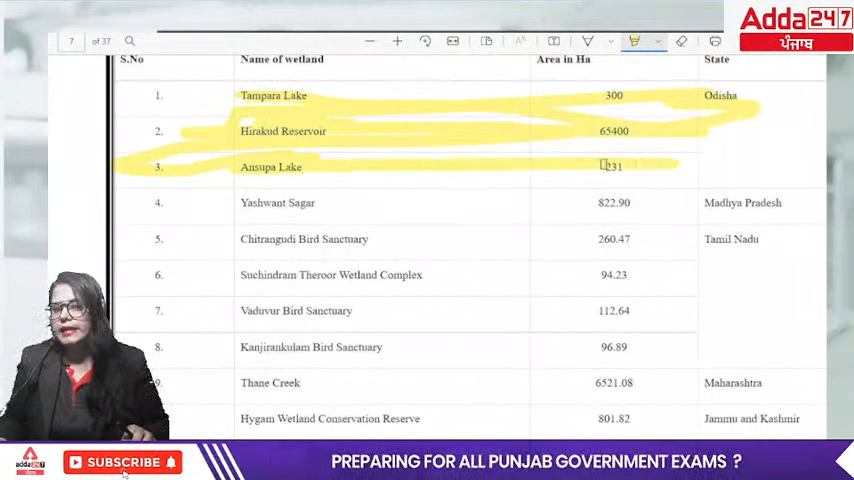 Adda 247
ਪੰਜਾਬ
7 of 37
S.No Name of wetland Area in Ha State
1. Tampara Lake 300 Odisha
2. Hirakud Reservoir 65400
3. Ansupa Lake 231
4. Yashwant Sagar 822.90 Madhya Pradesh
5. Chitrangudi Bird Sanctuary 260.47 Tamil Nadu
6. Suchindram Theroor Wetland Complex 94.23
7. Vaduvur Bird Sanctuary 112.64
8. Kanjirankulam Bird Sanctuary 96.89
9. Thane Creek 6521.08 Maharashtra
Hygam Wetland Conservation Reserve 801.82 Jammu and Kashmir
adda247
ਪੰਜਾਬ
SUBSCRIBE
PREPARING FOR ALL PUNJAB GOVERNMENT EXAMS ?